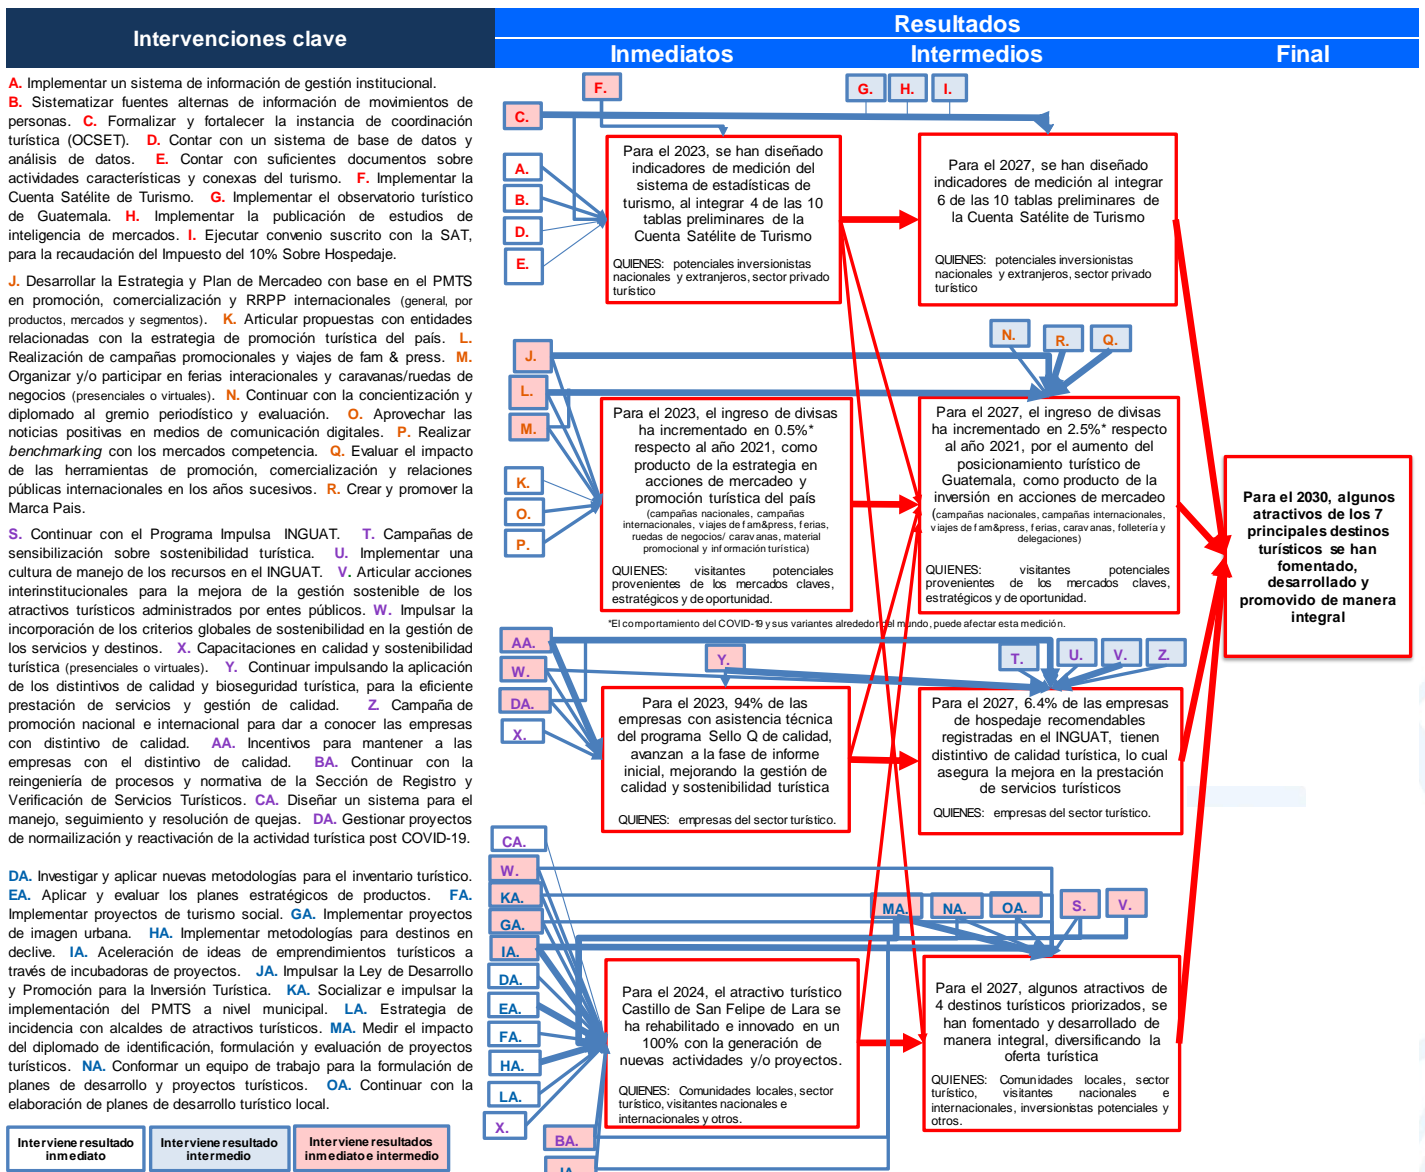 Intervenciones clave
Resultados
Inmediatos
Intermedios
Final
A. Implementar un sistema de información de gestión institucional.
B. Sistematizar fuentes alternas de información de movimientos de
personas. C. Formalizar y fortalecer la instancia de coordinación
turística (OCSET). D. Contar con un sistema de base de datos y
análisis de datos. E. Contar con suficientes documentos sobre
actividades características y conexas del turismo. F. Implementar la
Cuenta Satélite de Turismo. G. Implementar el observatorio turístico
de Guatemala. H. Implementar la publicación de estudios de
inteligencia de mercados. I. Ejecutar convenio suscrito con la SAT,
para la recaudación del Impuesto del 10% Sobre Hospedaje.
J. Desarrollar la Estrategia y Plan de Mercadeo con base en el PMTS
en promoción, comercialización y RRPP internacionales (general, por
productos, mercados y segmentos). K. Articular propuestas con entidades
relacionadas con la estrategia de promoción turística del país. L.
Realización de campañas promocionales y viajes de fam & press. M.
Organizar y/o participar en ferias interacionales y caravanas/ruedas de
negocios (presenciales o virtuales). N. Continuar con la concientización y
diplomado al gremio periodístico y evaluación. O. Aprovechar las
noticias positivas en medios de comunicación digitales. P. Realizar
benchmarking con los mercados competencia. Q. Evaluar el impacto
de las herramientas de promoción, comercialización y relaciones
públicas internacionales en los años sucesivos. R. Crear y promover la
Marca Pais.
S. Continuar con el Programa Impulsa INGUAT. T. Campañas de
sensibilización sobre sostenibilidad turística. U. Implementar una
cultura de manejo de los recursos en el INGUAT. V. Articular acciones
interinstitucionales para la mejora de la gestión sostenible de los
atractivos turísticos administrados por entes públicos. W. Impulsar la
incorporación de los criterios globales de sostenibilidad en la gestión de
los servicios y destinos. X. Capacitaciones en calidad y sostenibilidad
turística (presenciales o virtuales). Y. Continuar impulsando la aplicación
de los distintivos de calidad y bioseguridad turística, para la eficiente
prestación de servicios y gestión de calidad. Z. Campaña de
promoción nacional e internacional para dar a conocer las empresas
con distintivo de calidad. AA. Incentivos para mantener a las
empresas con el distintivo de calidad. BA. Continuar con la
reingeniería de procesos y normativa de la Sección de Registro y
Verificación de Servicios Turísticos. CA. Diseñar un sistema para el
manejo, seguimiento y resolución de quejas. DA. Gestionar proyectos
de normailización y reactivación de la actividad turística post COVID-19.
DA. Investigar y aplicar nuevas metodologías para el inventario turístico.
EA. Aplicar y evaluar los planes estratégicos de productos. FA.
Implementar proyectos de turismo social. GA. Implementar proyectos
de imagen urbana. HA. Implementar metodologías para destinos en
declive. IA. Aceleración de ideas de emprendimientos turísticos a
través de incubadoras de proyectos. JA. Impulsar la Ley de Desarrollo
y Promoción para la Inversión Turística. KA. Socializar e impulsar la
implementación del PMTS a nivel municipal. LA. Estrategia de
incidencia con alcaldes de atractivos turísticos. MA. Medir el impacto
del diplomado de identificación, formulación y evaluación de proyectos
turísticos. NA. Conformar un equipo de trabajo para la formulación de
planes de desarrollo y proyectos turísticos. OA. Continuar con la
elaboración de planes de desarrollo turístico local.
Interviene resultado
inmediato
Interviene resultado
intermedio
Interviene resultados
inmediato e intermedio
F.
G. H. I.
C.
A.
B.
D.
E.
Para el 2023, se han diseñado
indicadores de medición del
sistema de estadísticas de
turismo, al integrar 4 de las 10
tablas preliminares de la
Cuenta Satélite de Turismo
QUIENES: potenciales inversionistas
nacionales y extranjeros, sector privado
turístico
Para el 2027, se han diseñado
indicadores de medición al integrar
6 de las 10 tablas preliminares de
la Cuenta Satélite de Turismo
QUIENES: potenciales inversionistas
nacionales y extranjeros, sector privado
turístico
N. R. Q.
J.
L.
M.
K.
O.
P.
Para el 2023, el ingreso de divisas
ha incrementado en 0.5%* 
respecto al año 2021, como
producto de la estrategia en
acciones de mercadeo y
promoción turística del país
(campañas nacionales, campañas
internacionales, viajes de fam&press, ferias,
ruedas de negocios/ caravanas, material
promocional y información turística)
QUIENES: visitantes potenciales
provenientes de los mercados claves,
estratégicos y de oportunidad.
Para el 2027, el ingreso de divisas
ha incrementado en 2.5%* respecto
al año 2021, por el aumento del
posicionamiento turístico de
Guatemala, como producto de la
inversión en acciones de mercadeo
(campañas nacionales, campañas internacionales,
viajes de fam&press, ferias, caravanas, folletería y
delegaciones)
QUIENES: visitantes potenciales
provenientes de los mercados claves,
estratégicos y de oportunidad.
*El comportamiento del COVID-19 y sus variantes alrededor del mundo, puede afectar esta medición.
Para el 2030, algunos
atractivos de los 7
principales destinos
turísticos se han
fomentado,
desarrollado y
promovido de manera
integral
AA.
W.
DA.
X.
Y.
T. U. V. Z.
Para el 2023, 94% de las
empresas con asistencia técnica
del programa Sello Q de calidad,
avanzan a la fase de informe
inicial, mejorando la gestión de
calidad y sostenibilidad turística
QUIENES: empresas del sector turístico.
Para el 2027, 6.4% de las empresas
de hospedaje recomendables
registradas en el INGUAT, tienen
distintivo de calidad turística, lo cual
asegura la mejora en la prestación
de servicios turísticos
QUIENES: empresas del sector turístico.
CA.
W.
KA.
GA.
IA.
DA.
EA.
FA.
HA.
LA.
X.
BA.
JA.
MA. NA. OA. S. V.
Para el 2024, el atractivo turístico
Castillo de San Felipe de Lara se
ha rehabilitado e innovado en un
100% con la generación de
nuevas actividades y/o proyectos.
QUIENES: Comunidades locales, sector
turístico, visitantes nacionales e
internacionales y otros.
Para el 2027, algunos atractivos de
4 destinos turísticos priorizados, se
han fomentado y desarrollado de
manera integral, diversificando la
oferta turística
QUIENES: Comunidades locales, sector
turístico, visitantes nacionales e
internacionales, inversionistas potenciales y
otros.